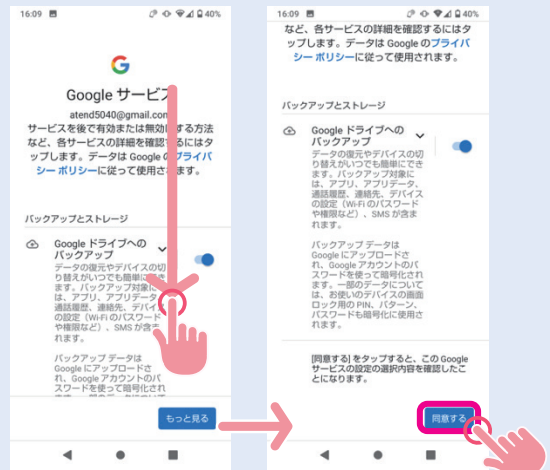 16:09
40%
Google サービス
atend5040@gmail.com
サービスを後で有効または無効にする方法
など、各サービスの詳細を確認するにはタ
ップします。データは Google のプライバ
シー ポリシーに従って使用されます。
バックアップとストレージ
Google ドライブへの
バックアップ
データの復元やデバイスの切
り替えがいつでも簡単にでき
ます。バックアップ対象に
は、アプリ、アプリデータ、
通話履歴、連絡先、デバイス
の設定（Wi-Fi のパスワード
や権限など）、SMS が含ま
れます。
バックアップ データは
Google にアップロードさ
れ、Google アカウントのパ
スワードを使って暗号化され
もっと見る
16:09
40%
など、各サービスの詳細を確認するにはタ
ップします。データは Google のプライバ
シー ポリシーに従って使用されます。
バックアップとストレージ
Google ドライブへの
バックアップ
データの復元やデバイスの切
り替えがいつでも簡単にでき
ます。バックアップ対象に
は、アプリ、アプリデータ、
通話履歴、連絡先、デバイス
の設定（Wi-Fi のパスワード
や権限など）、SMS が含ま
れます。
バックアップ データは
Google にアップロードさ
れ、Google アカウントのパ
スワードを使って暗号化され
ます。一部のデータについて
は、お使いのデバイスの画面
ロック用の PIN、パターン、
パスワードも暗号化に使用さ
れます。
[同意する] をタップすると、この Google
サービスの設定の選択内容を確認したこ
とになります。
同意する